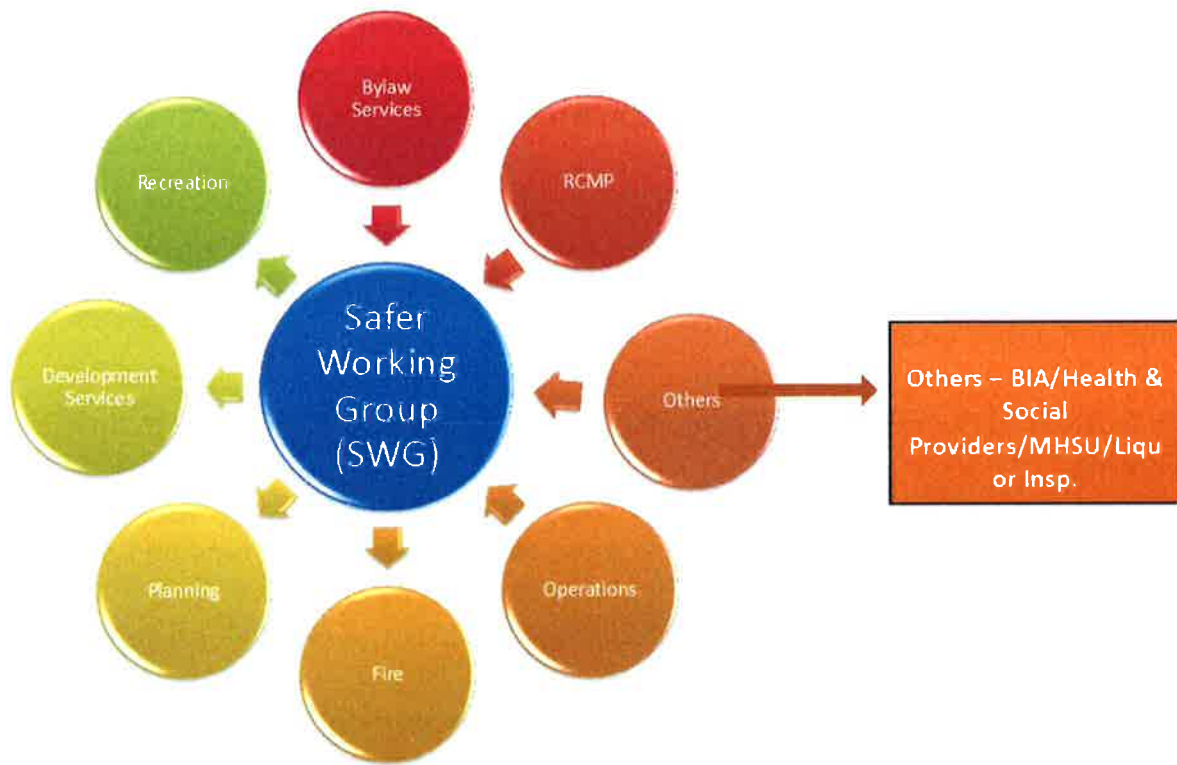 Bylaw
Services
Recreation
RCMP
Safer
Working
Group
(SWG)
Development
Services
Others
Others – BIA/Health &
Social
Providers/MHSU/Liqu
or Insp.
Planning
Operations
Fire